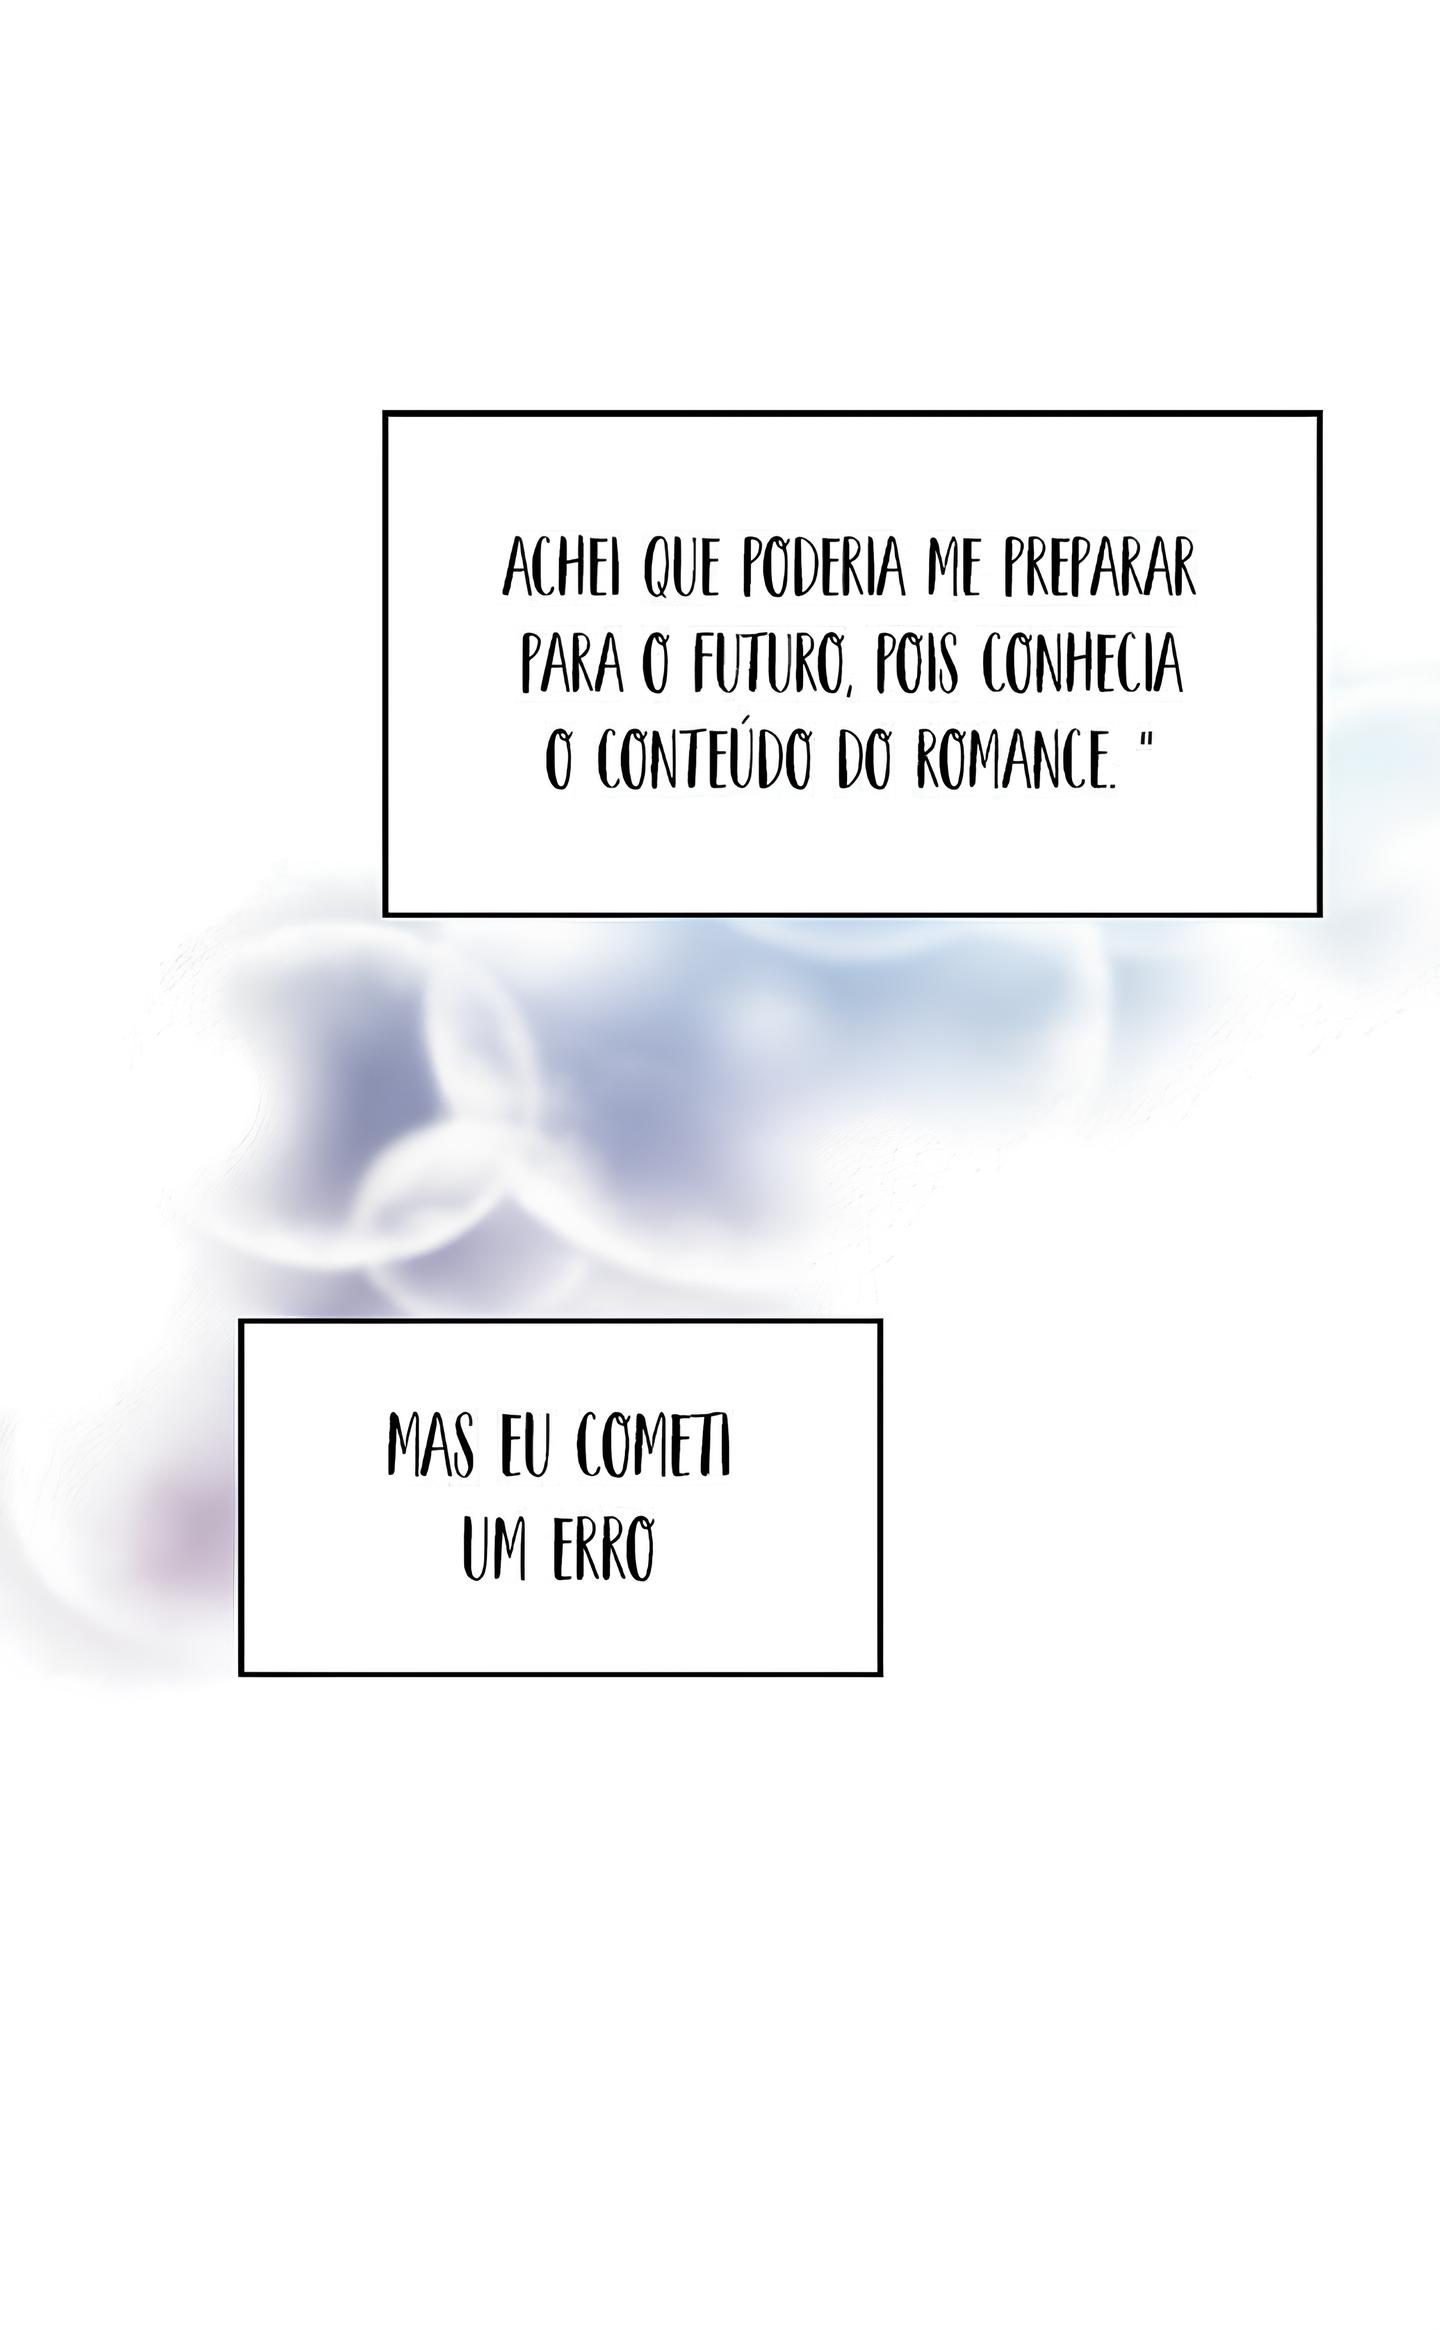 ACHEI QUE PODERIA ME PREPARAR
PARA O FUTURO, POIS CONHECIA
O CONTEÚDO DO ROMANCE. "
MAS EU COMETI
UM ERRO